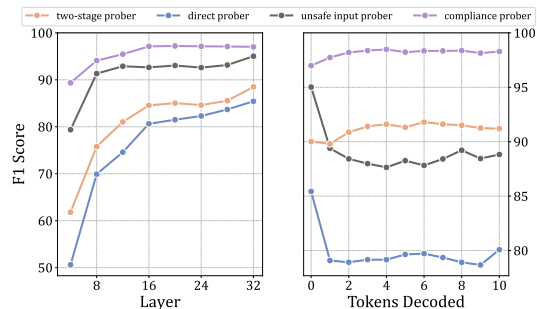 two-stage prober direct prober unsafe input prober compliance prober
F1 Score
100
90
80
70
60
50
8 16 24 32
Layer
100
95
90
85
80
0 2 4 6 8 10
Tokens Decoded